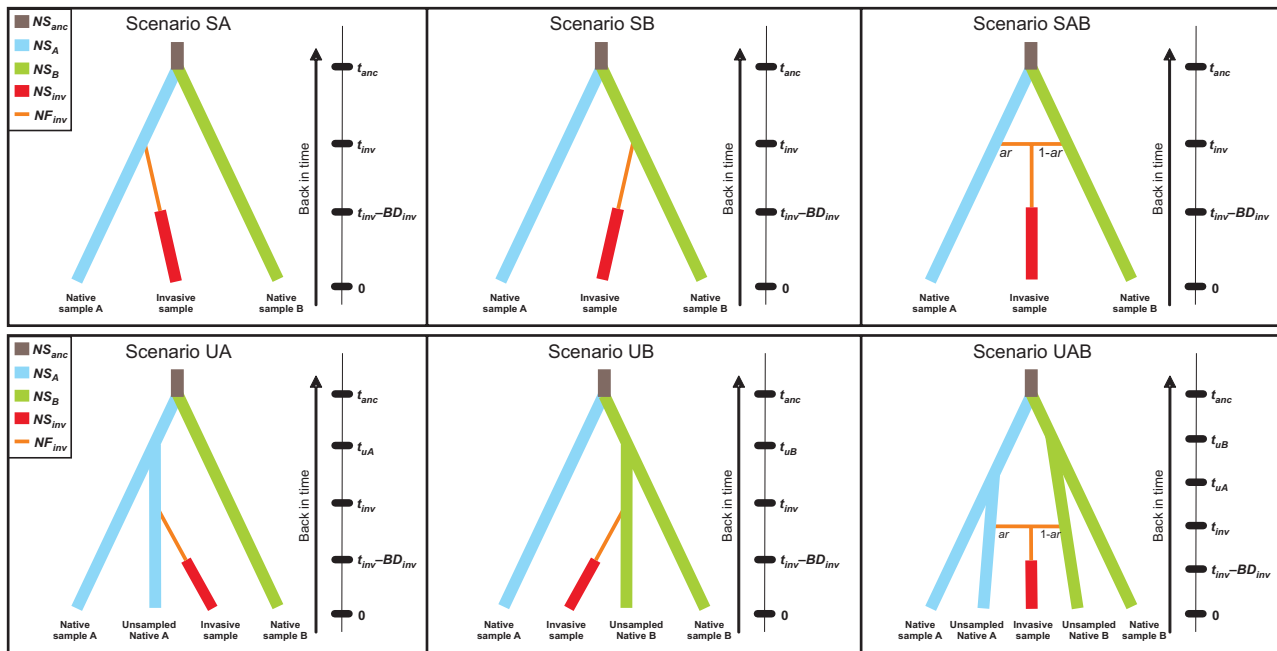 NSanc
NSA
NSB
NSinv
NFinv
Scenario SA
Back in time
tanc
tinv
tinv–BDinv
0
Native sample A
Invasive sample
Native sample B
Scenario SB
Back in time
tanc
tinv
tinv–BDinv
0
Native sample A
Invasive sample
Native sample B
Scenario SAB
ar
1-ar
Back in time
tanc
tinv
tinv–BDinv
0
Native sample A
Invasive sample
Native sample B
NSanc
NSA
NSB
NSinv
NFinv
Scenario UA
Back in time
tanc
tuA
tinv
tinv–BDinv
0
Native sample A
Unsampled Native A
Invasive sample
Native sample B
Scenario UB
Back in time
tanc
tuB
tinv
tinv–BDinv
0
Native sample A
Invasive sample
Unsampled Native B
Native sample B
Scenario UAB
ar
1-ar
Back in time
tanc
tuB
tuA
tinv
tinv–BDinv
0
Native sample A
Unsampled Native A
Invasive sample
Unsampled Native B
Native sample B